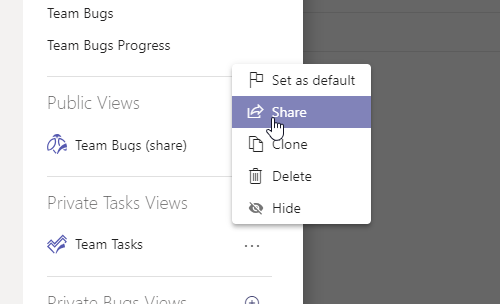 Team Bugs
Team Bugs Progress
Set as default
Public Views
Share
Team Bugs (share)
Clone
Delete
Private Tasks Views
Hide
Team Tasks
Private Bugs Views